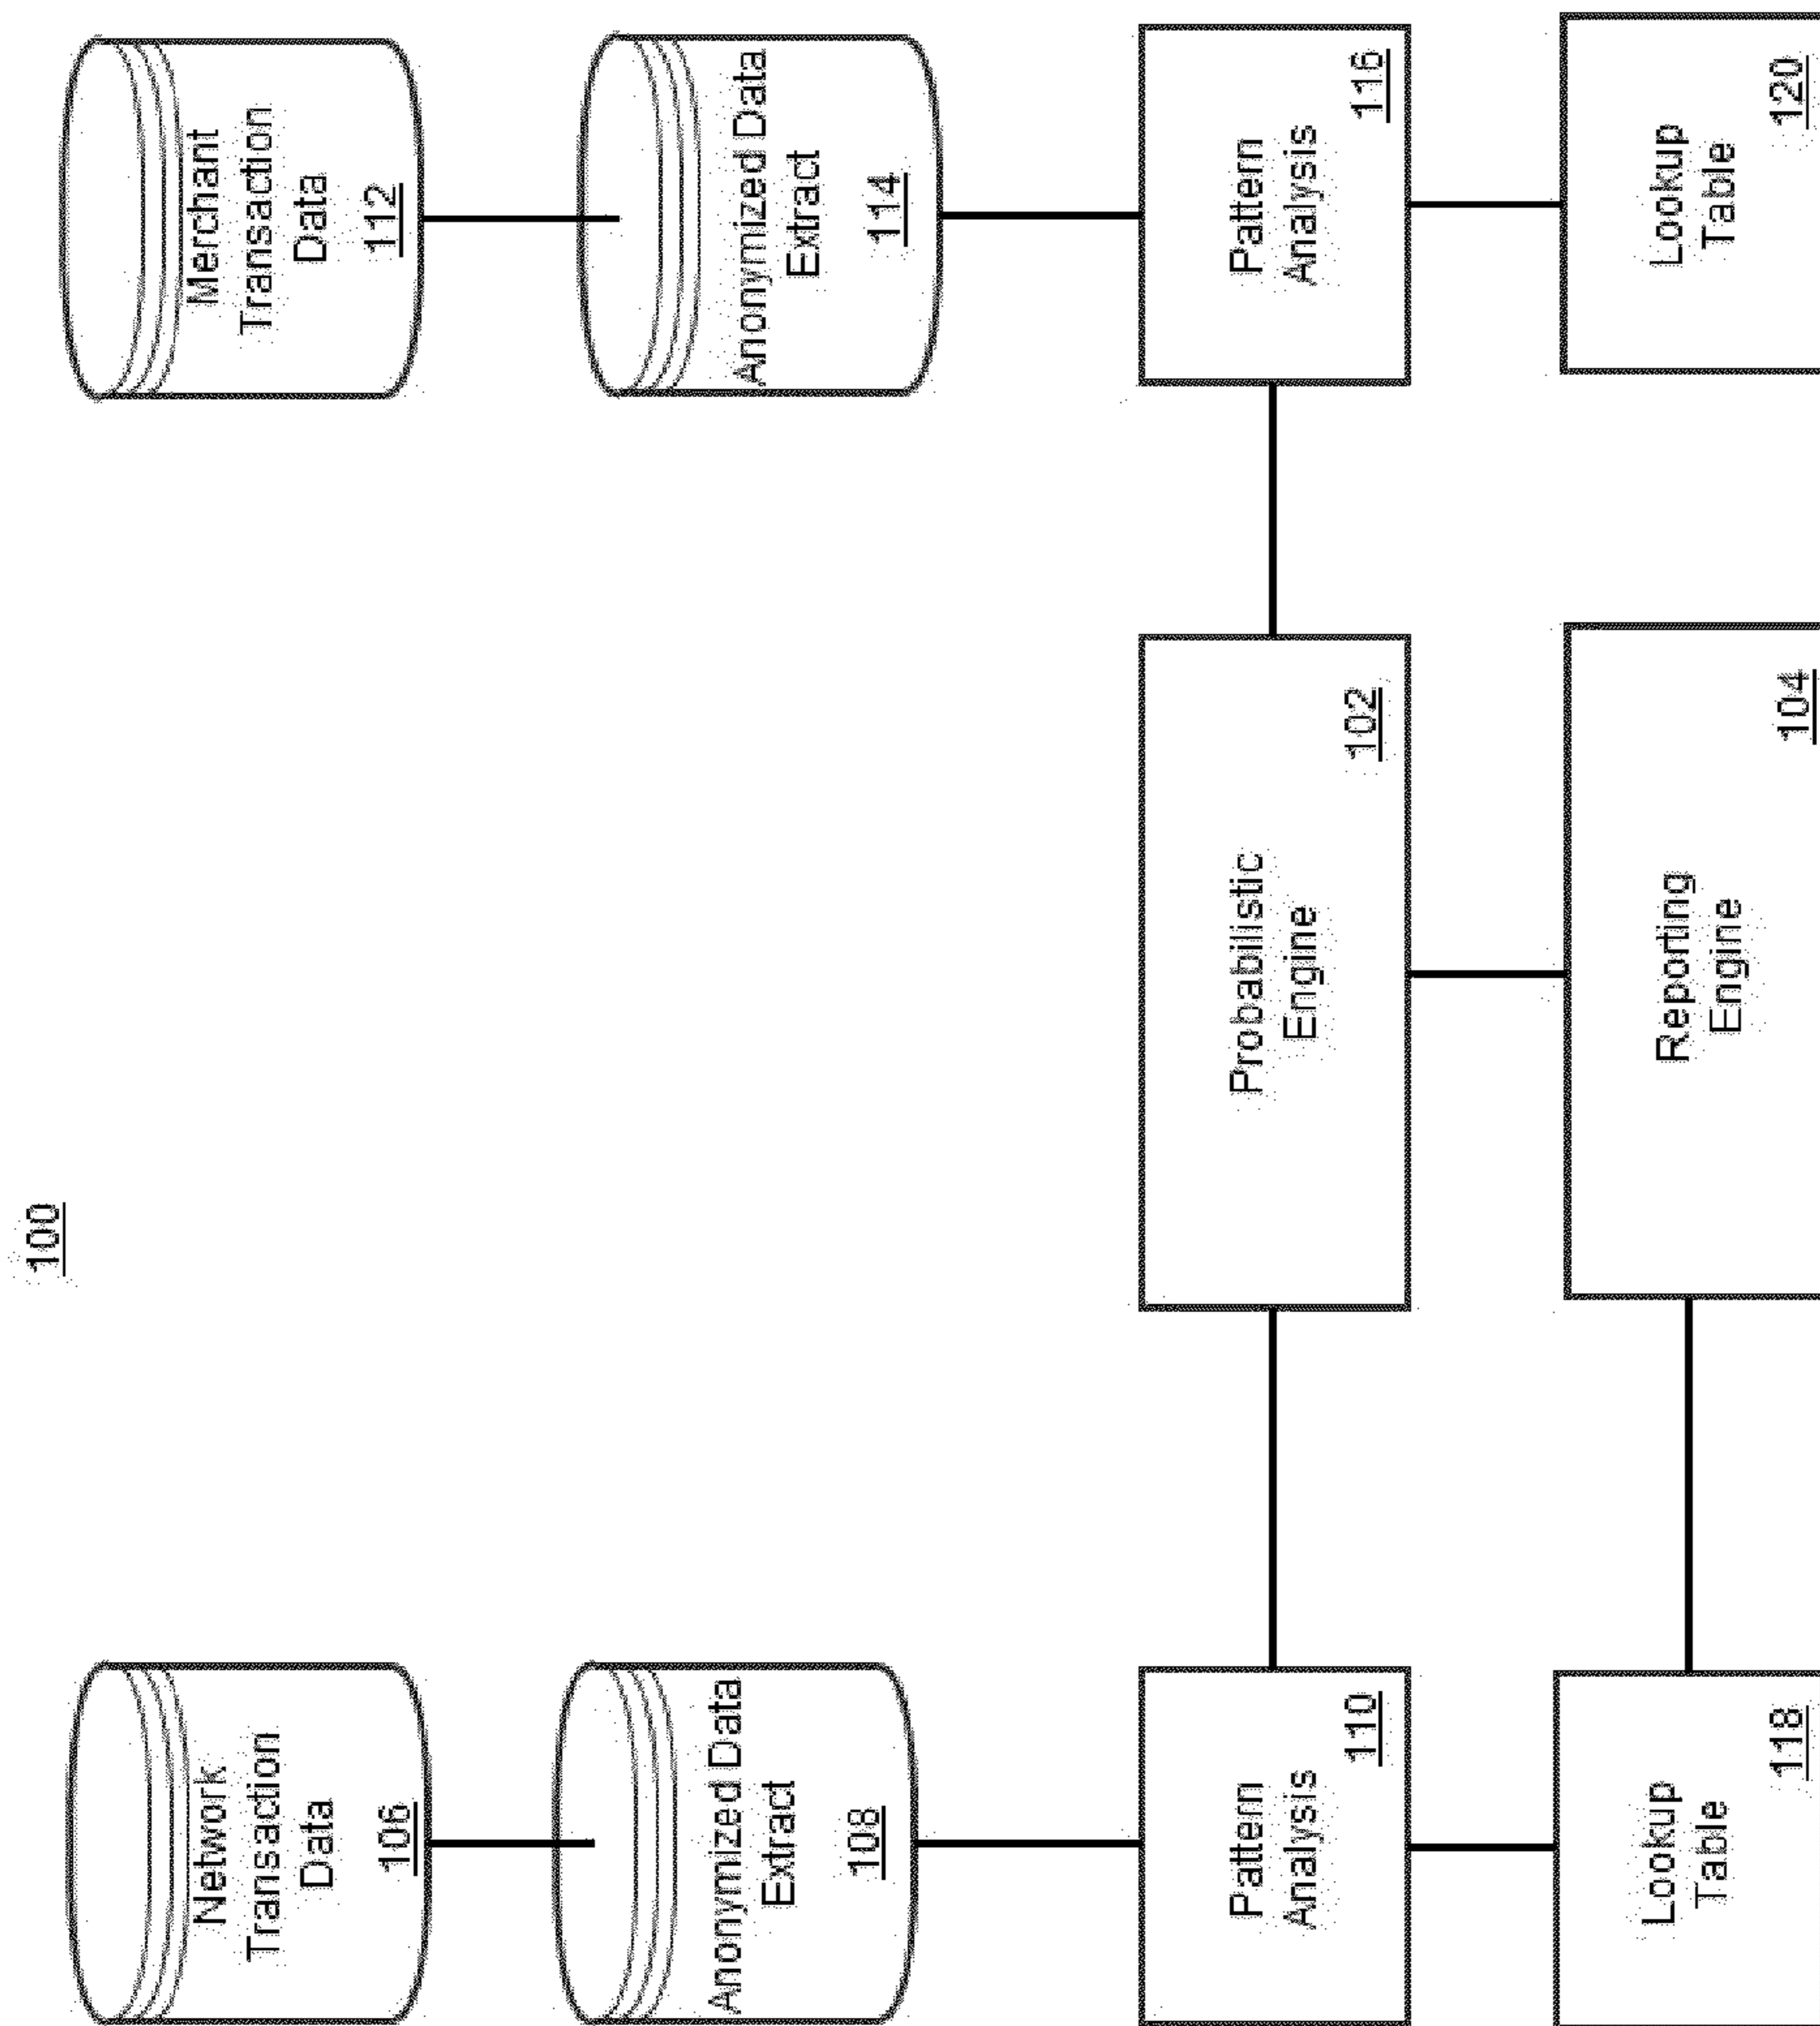 100
Network
Transaction
Data
106
Anonymized Data
Extract
108
Pattern
Analysis
110
Lookup
Table
118
Probabilistic
Engine
102
Reporting
Engine
104
Merchant
Transaction
Data
112
Anonymized Data
Extract
114
Pattern
Analysis
116
Lookup
Table
120